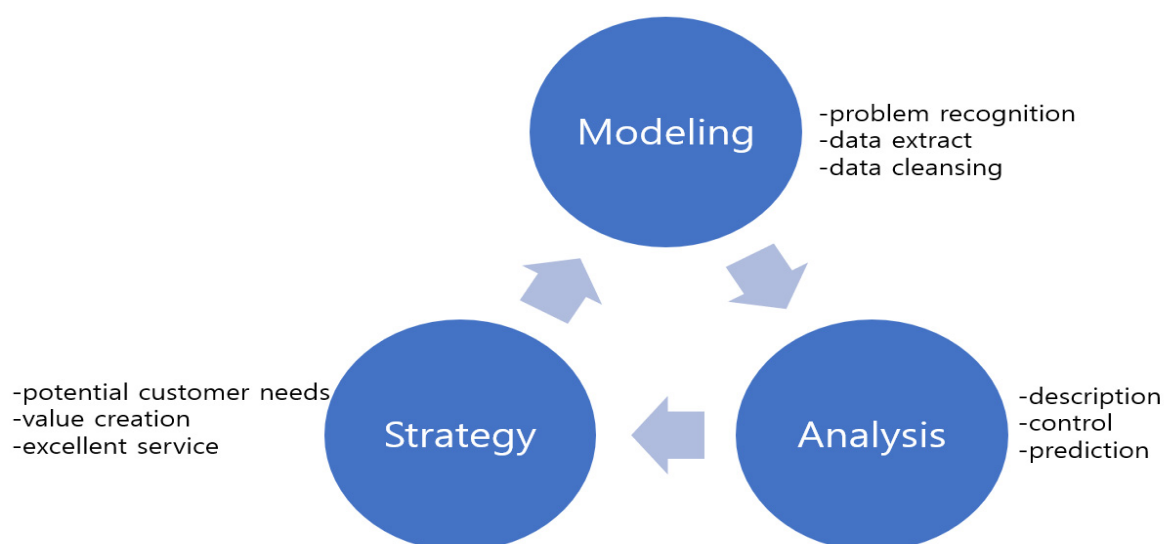 Modeling
-problem recognition
-data extract
-data cleansing
-potential customer needs
-value creation
-excellent service
Strategy
Analysis
-description
-control
-prediction